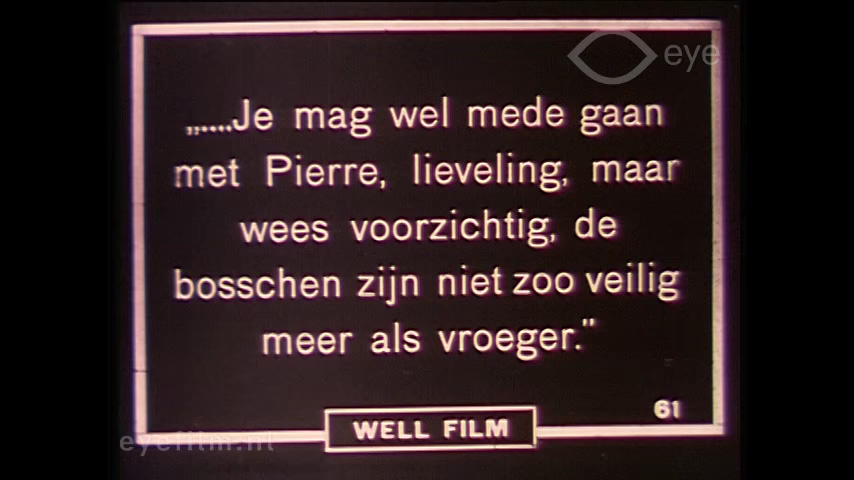 eye
„....Je mag wel mede gaan
met Pierre, lieveling, maar
wees voorzichtig, de
bosschen zijn niet zoo veilig
meer als vroeger."
61
WELL FILM
eyefilm.nl